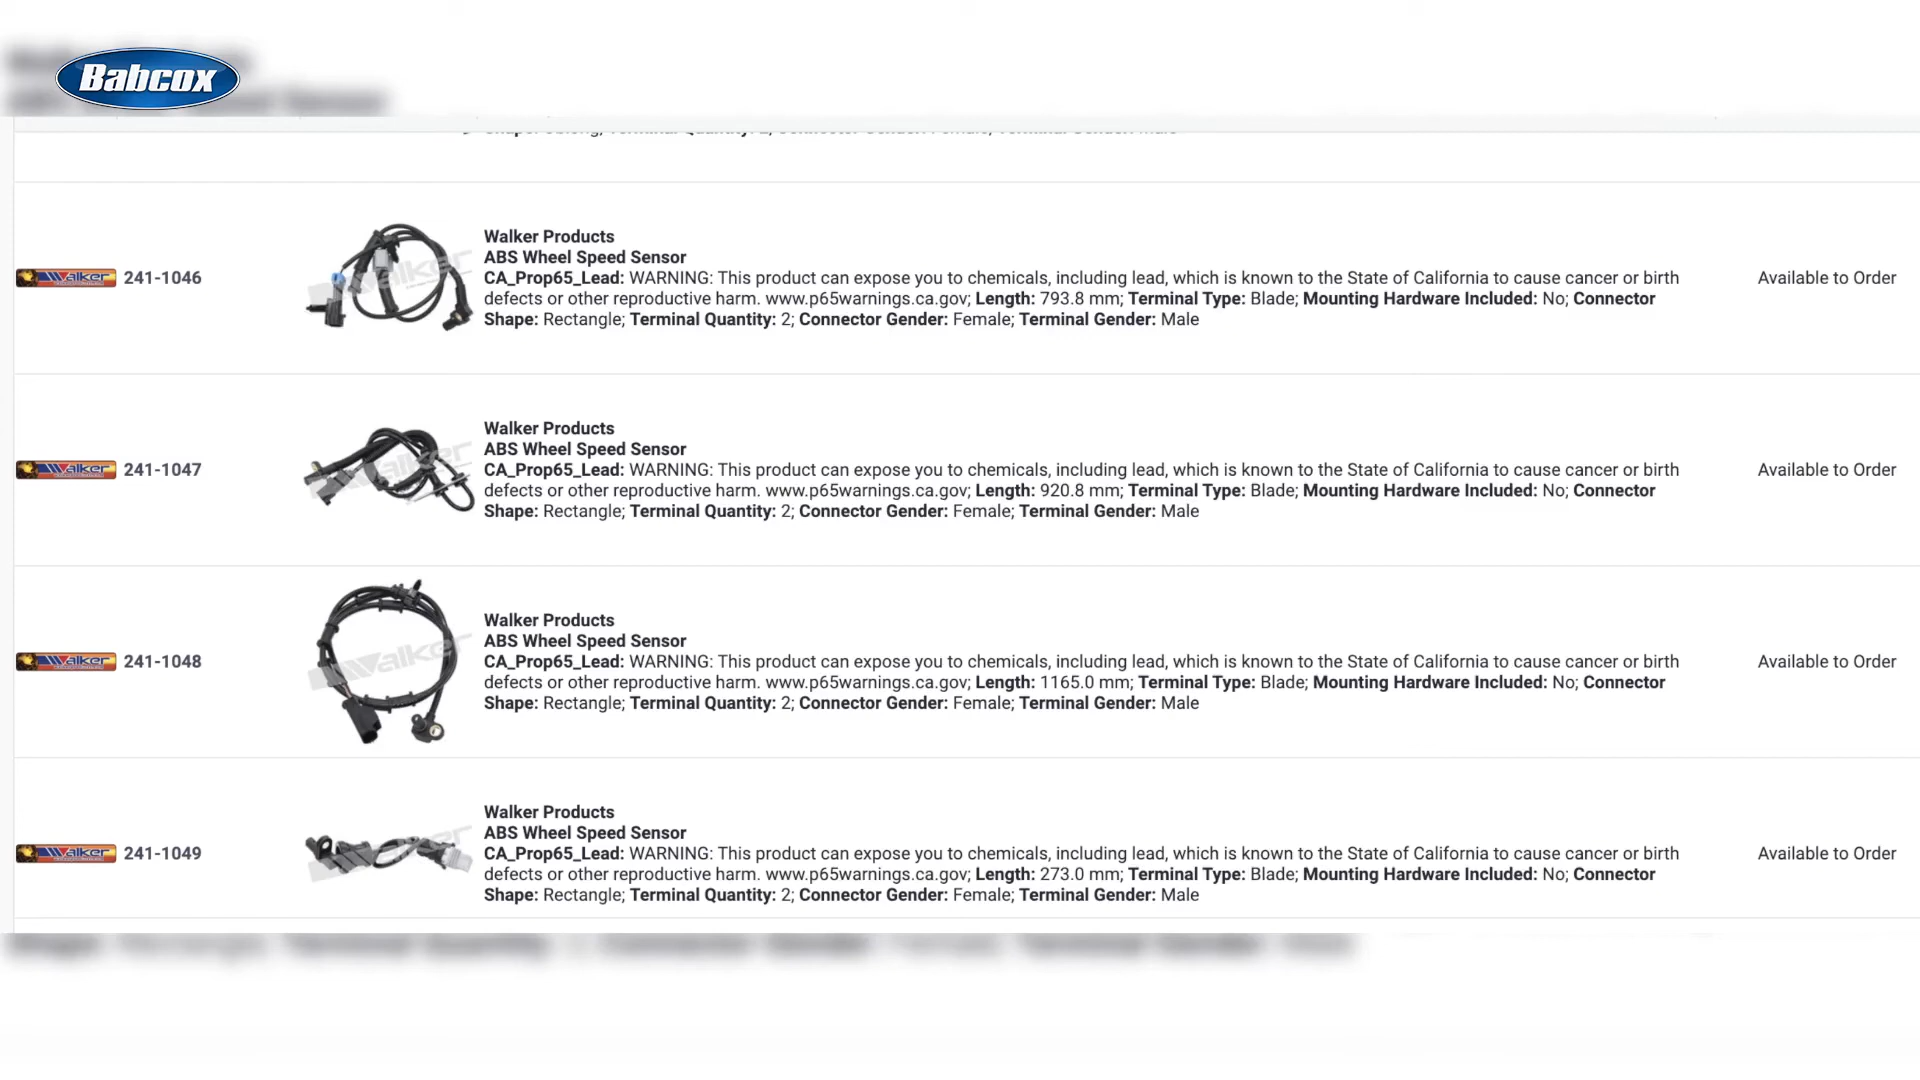 Babcox
Walker 241-1046
Walker Products
ABS Wheel Speed Sensor
CA_Prop65_Lead: WARNING: This product can expose you to chemicals, including lead, which is known to the State of California to cause cancer or birth
defects or other reproductive harm. www.p65warnings.ca.gov; Length: 793.8 mm; Terminal Type: Blade; Mounting Hardware Included: No; Connector
Shape: Rectangle; Terminal Quantity: 2; Connector Gender: Female; Terminal Gender: Male
Available to Order
Walker 241-1047
Walker Products
ABS Wheel Speed Sensor
CA_Prop65_Lead: WARNING: This product can expose you to chemicals, including lead, which is known to the State of California to cause cancer or birth
defects or other reproductive harm. www.p65warnings.ca.gov; Length: 920.8 mm; Terminal Type: Blade; Mounting Hardware Included: No; Connector
Shape: Rectangle; Terminal Quantity: 2; Connector Gender: Female; Terminal Gender: Male
Available to Order
Walker 241-1048
Walker Products
ABS Wheel Speed Sensor
CA_Prop65_Lead: WARNING: This product can expose you to chemicals, including lead, which is known to the State of California to cause cancer or birth
defects or other reproductive harm. www.p65warnings.ca.gov; Length: 1165.0 mm; Terminal Type: Blade; Mounting Hardware Included: No; Connector
Shape: Rectangle; Terminal Quantity: 2; Connector Gender: Female; Terminal Gender: Male
Available to Order
Walker 241-1049
Walker Products
ABS Wheel Speed Sensor
CA_Prop65_Lead: WARNING: This product can expose you to chemicals, including lead, which is known to the State of California to cause cancer or birth
defects or other reproductive harm. www.p65warnings.ca.gov; Length: 273.0 mm; Terminal Type: Blade; Mounting Hardware Included: No; Connector
Shape: Rectangle; Terminal Quantity: 2; Connector Gender: Female; Terminal Gender: Male
Available to Order